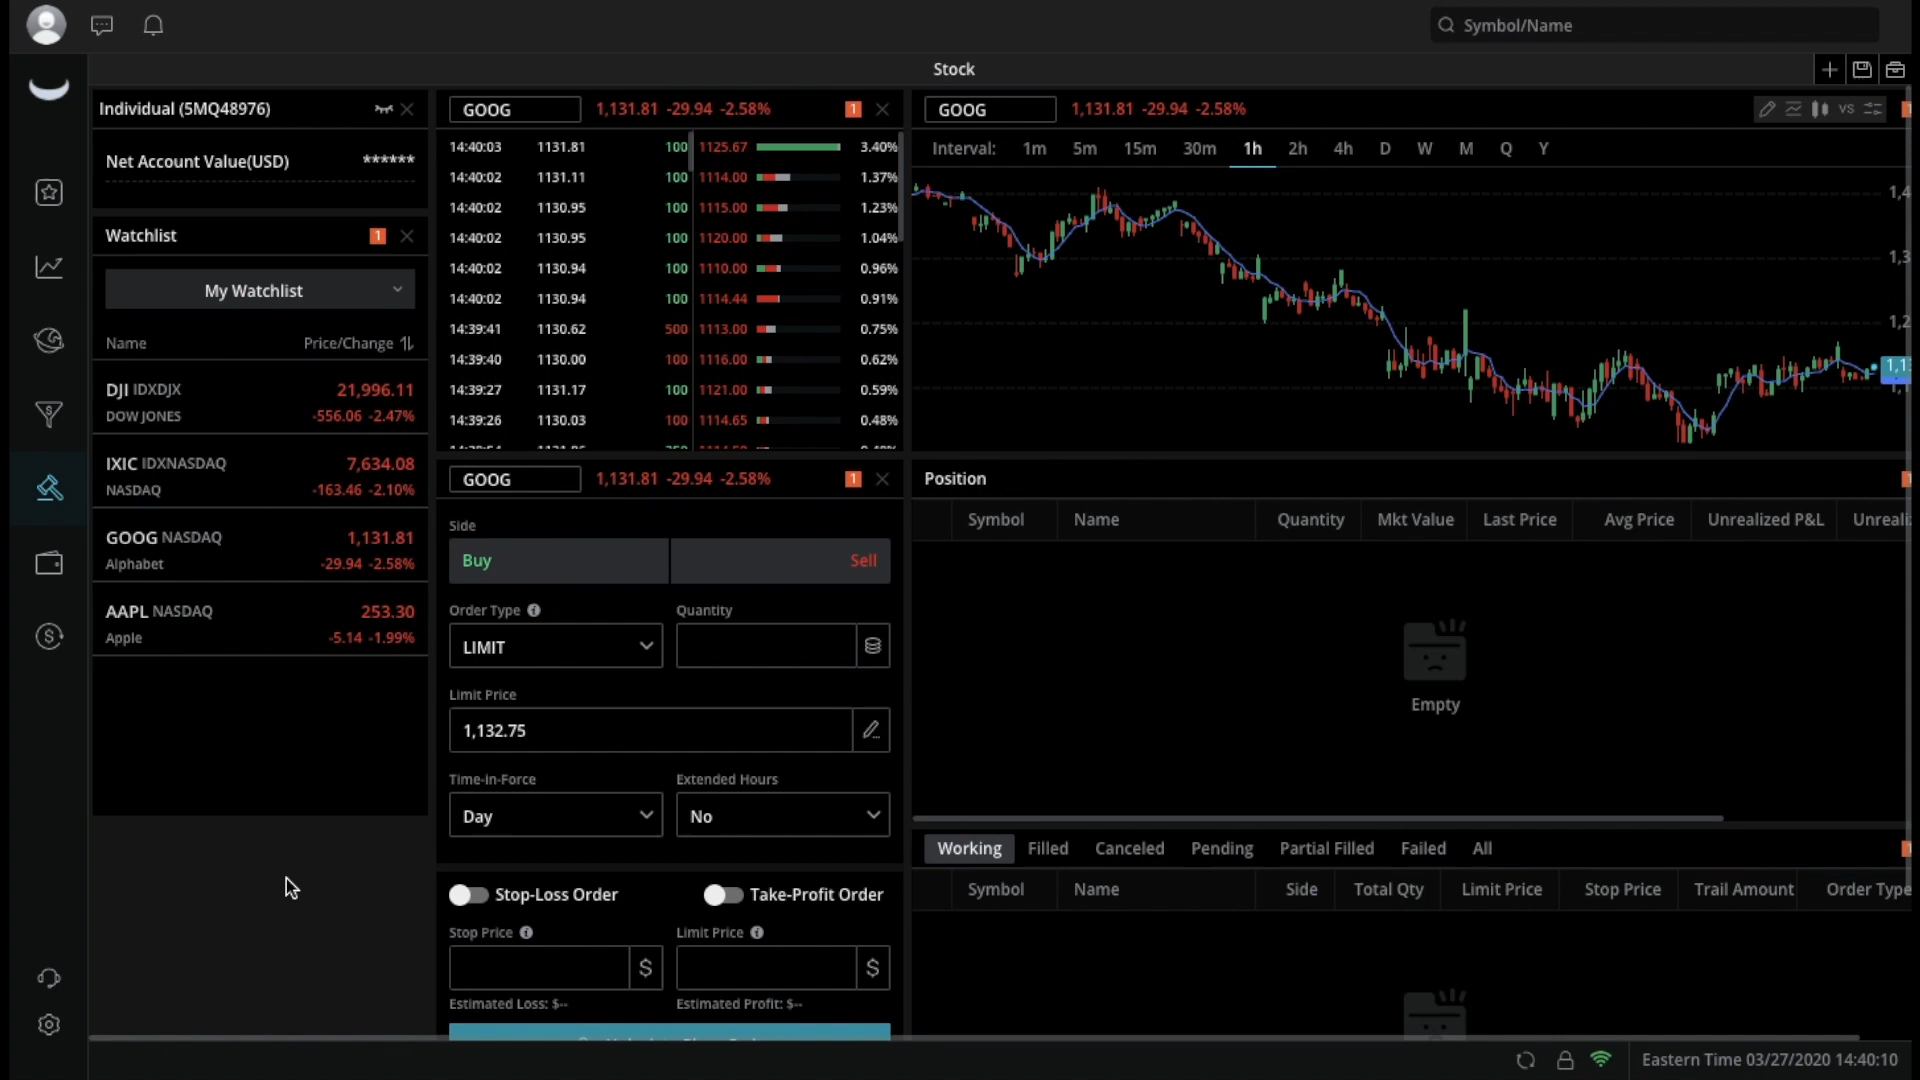 Symbol/Name
Stock
Individual (5MQ48976)
Net Account Value(USD) ******
Watchlist 1
My Watchlist
Name Price/Change
DJI IDXDJX 21,996.11
DOW JONES -556.06 -2.47%
IXIC IDXNASDAQ 7,634.08
NASDAQ -163.46 -2.10%
GOOG NASDAQ 1,131.81
Alphabet -29.94 -2.58%
AAPL NASDAQ 253.30
Apple -5.14 -1.99%
GOOG 1,131.81 -29.94 -2.58% 1
14:40:03 1131.81 100 1125.67 3.40%
14:40:02 1131.11 100 1114.00 1.37%
14:40:02 1130.95 100 1115.00 1.23%
14:40:02 1130.95 100 1120.00 1.04%
14:40:02 1130.94 100 1110.00 0.96%
14:40:02 1130.94 100 1114.44 0.91%
14:39:41 1130.62 500 1113.00 0.75%
14:39:40 1130.00 100 1116.00 0.62%
14:39:27 1131.17 100 1121.00 0.59%
14:39:26 1130.03 100 1114.65 0.48%
GOOG 1,131.81 -29.94 -2.58% 1
Side
Buy Sell
Order Type Quantity
LIMIT
Limit Price
1,132.75
Time-in-Force Extended Hours
Day No
Stop-Loss Order Take-Profit Order
Stop Price Limit Price
$ $
Estimated Loss: $-- Estimated Profit: $--
GOOG 1,131.81 -29.94 -2.58% VS
Interval: 1m 5m 15m 30m 1h 2h 4h D W M Q Y
1,4
1,3
1,2
1,1
Position
Symbol Name Quantity Mkt Value Last Price Avg Price Unrealized P&L Unreali
Empty
Working Filled Canceled Pending Partial Filled Failed All
Symbol Name Side Total Qty Limit Price Stop Price Trail Amount Order Type
Eastern Time 03/27/2020 14:40:10